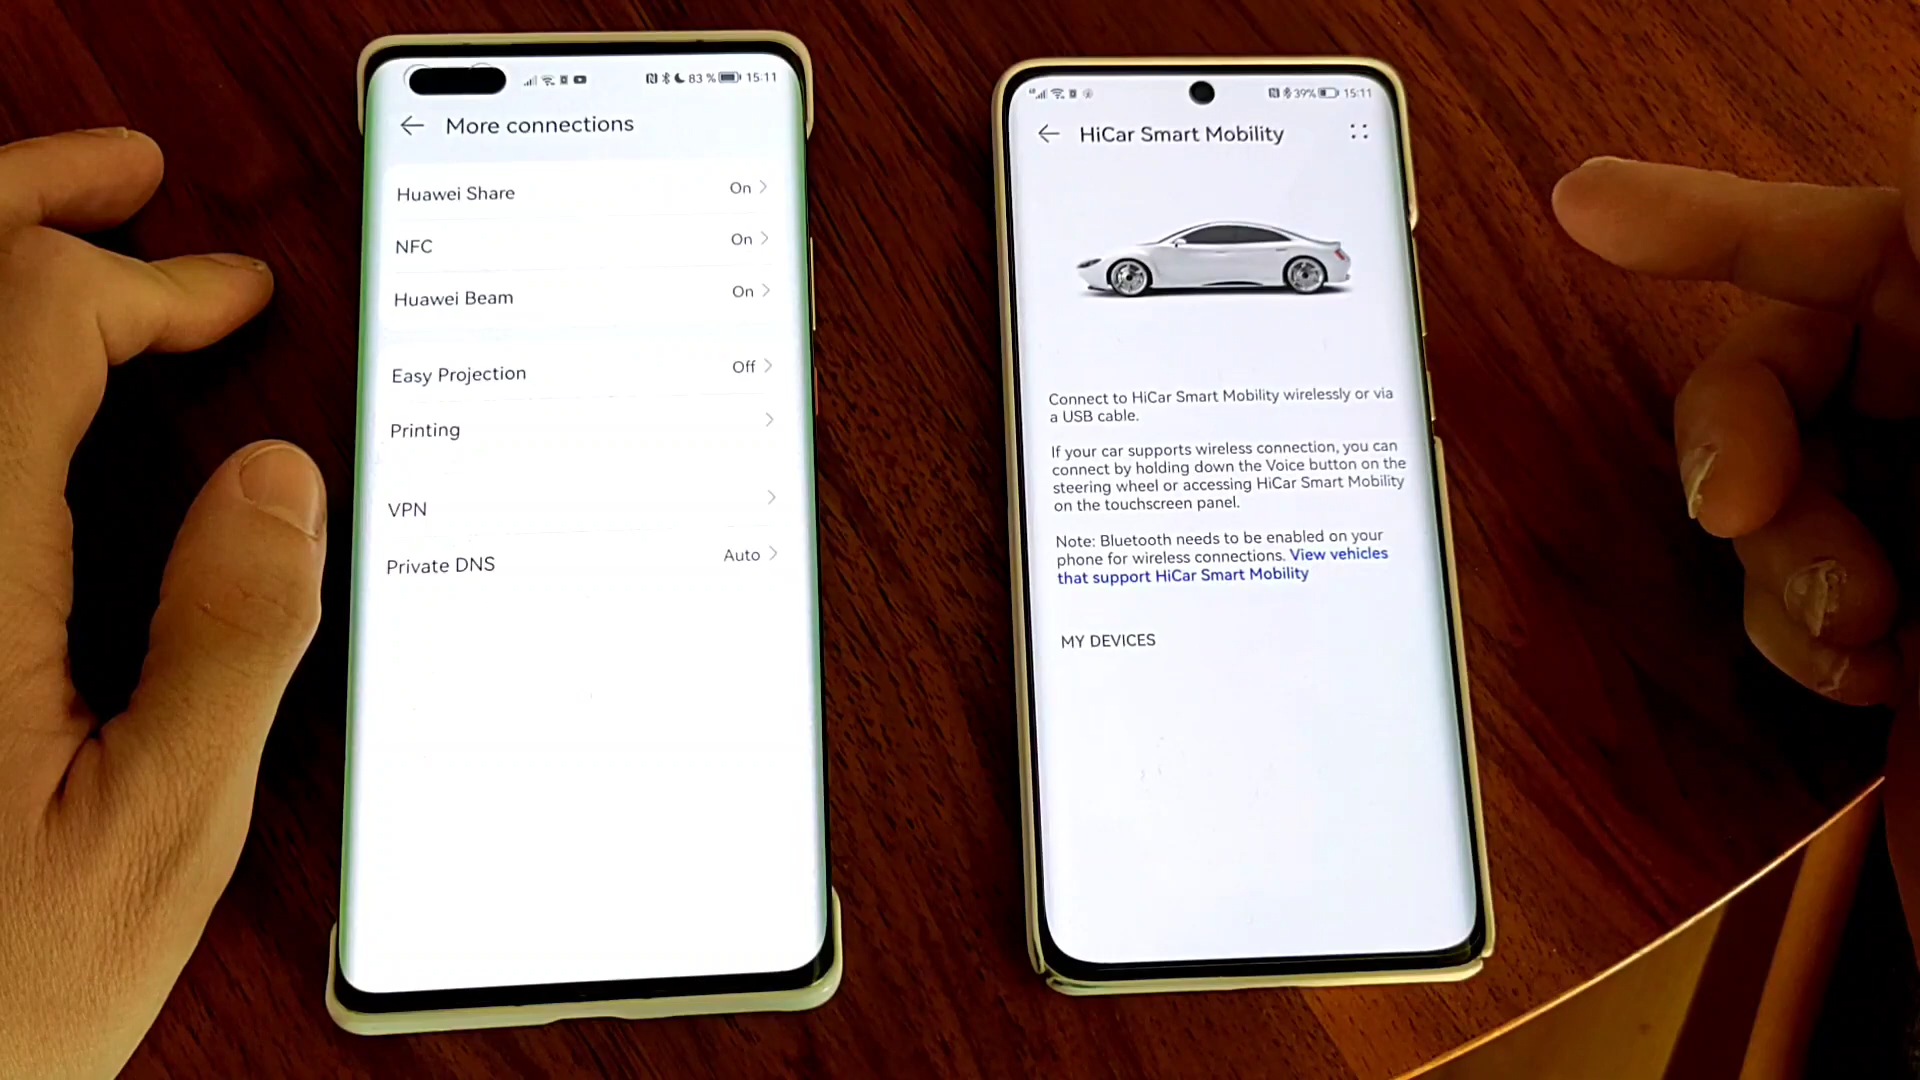 83 % 15:11
More connections
Huawei Share On
NFC On
Huawei Beam On
Easy Projection Off
Printing
VPN
Private DNS Auto
39% 15:11
HiCar Smart Mobility
Connect to HiCar Smart Mobility wirelessly or via
a USB cable.
If your car supports wireless connection, you can
connect by holding down the Voice button on the
steering wheel or accessing HiCar Smart Mobility
on the touchscreen panel.
Note: Bluetooth needs to be enabled on your
phone for wireless connections. View vehicles
that support HiCar Smart Mobility
MY DEVICES